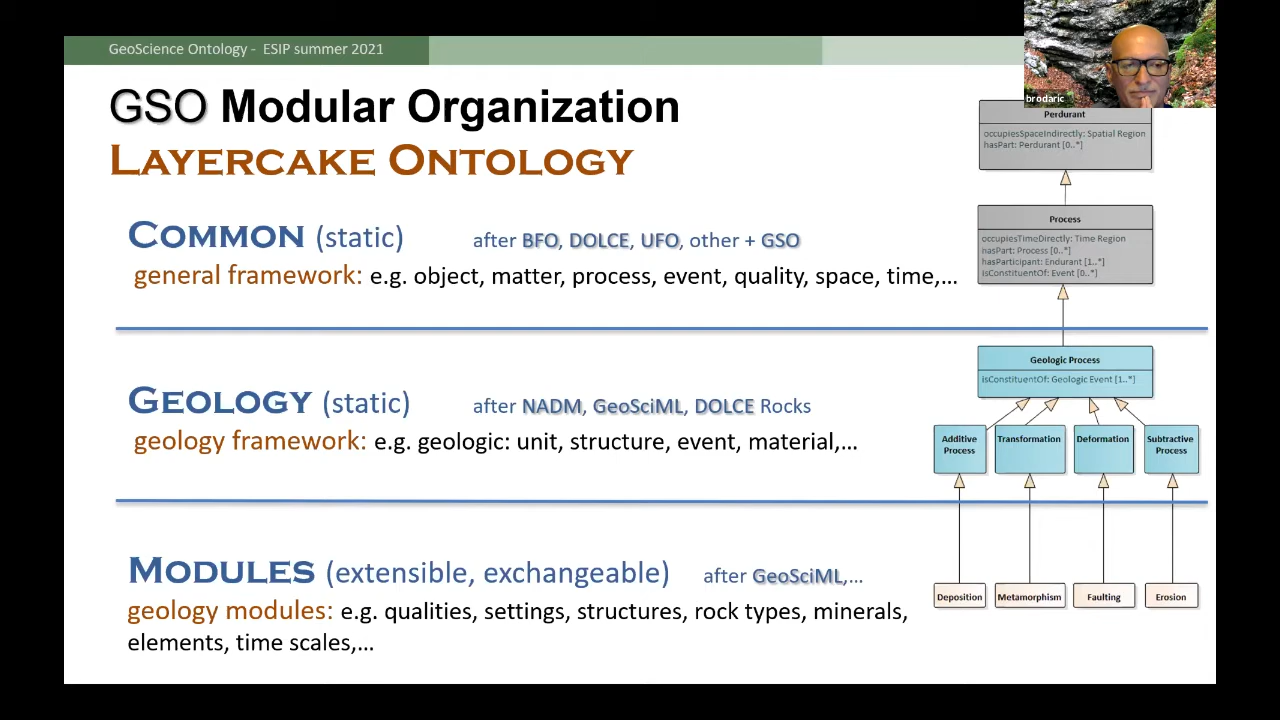 GeoScience Ontology - ESIP summer 2021
brodaric
GSO Modular Organization
LAYERCAKE ONTOLOGY
COMMON (static) after BFO, DOLCE, UFO, other + GSO
general framework: e.g. object, matter, process, event, quality, space, time,...
GEOLOGY (static) after NADM, GeoSciML, DOLCE Rocks
geology framework: e.g. geologic: unit, structure, event, material,...
MODULES (extensible, exchangeable) after GeoSciML,...
geology modules: e.g. qualities, settings, structures, rock types, minerals,
elements, time scales,...
Perdurant
occupiesSpaceIndirectly: Spatial Region
hasPart: Perdurant [0..*]
Process
occupiesTimeDirectly: Time Region
hasPart: Process [0..*]
hasParticipant: Endurant [1..*]
isConstituentOf: Event [0..*]
Geologic Process
isConstituentOf: Geologic Event [1..*]
Additive
Process
Transformation
Deformation
Subtractive
Process
Deposition
Metamorphism
Faulting
Erosion